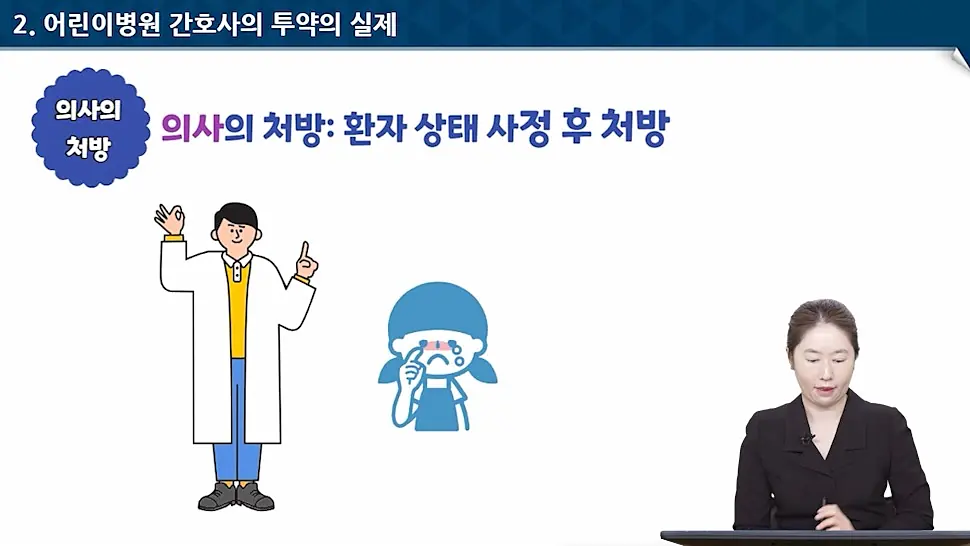 2. 어린이병원 간호사의 투약의 실제
의사의
처방
의사의 처방: 환자 상태 사정 후 처방